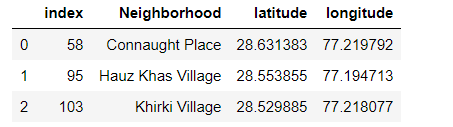 index Neighborhood latitude longitude
0 58 Connaught Place 28.631383 77.219792
1 95 Hauz Khas Village 28.553855 77.194713
2 103 Khirki Village 28.529885 77.218077